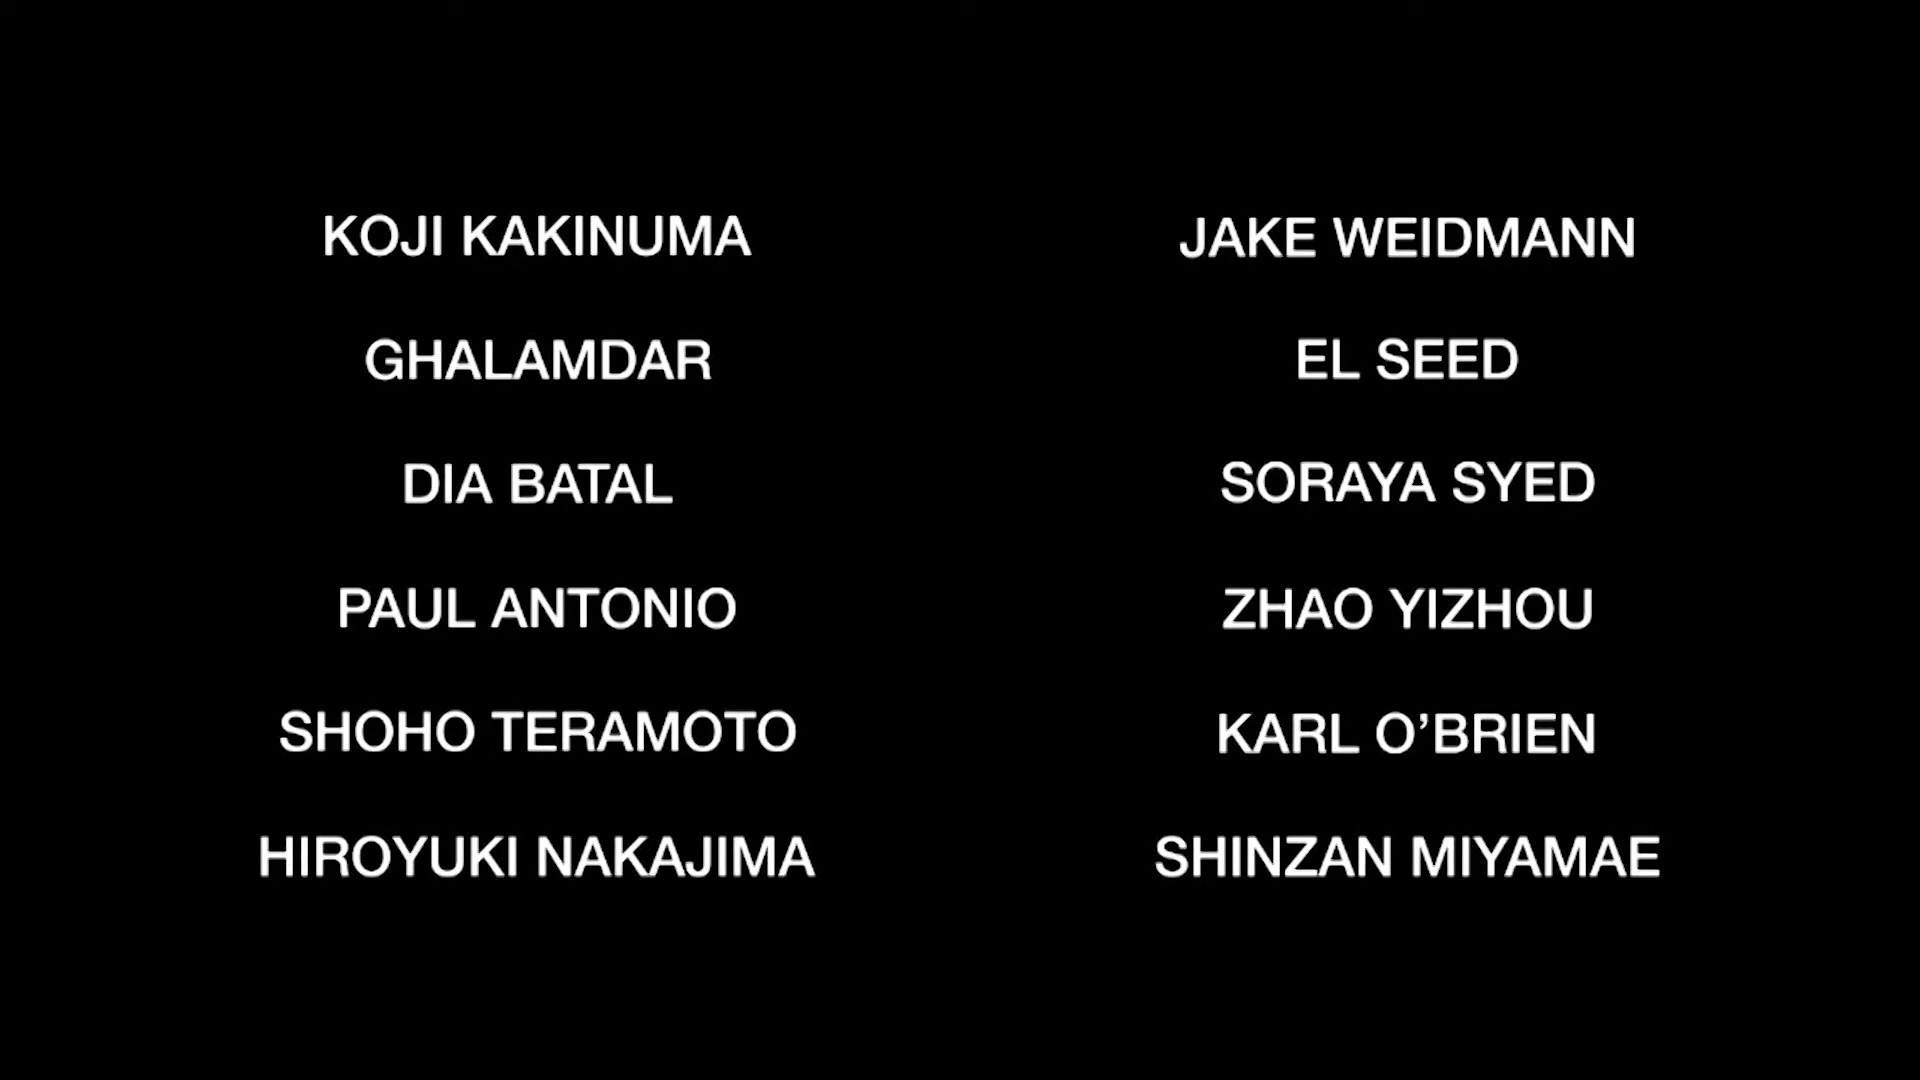 KOJI KAKINUMA
GHALAMDAR
DIA BATAL
PAUL ANTONIO
SHOHO TERAMOTO
HIROYUKI NAKAJIMA
JAKE WEIDMANN
EL SEED
SORAYA SYED
ZHAO YIZHOU
KARL O’BRIEN
SHINZAN MIYAMAE